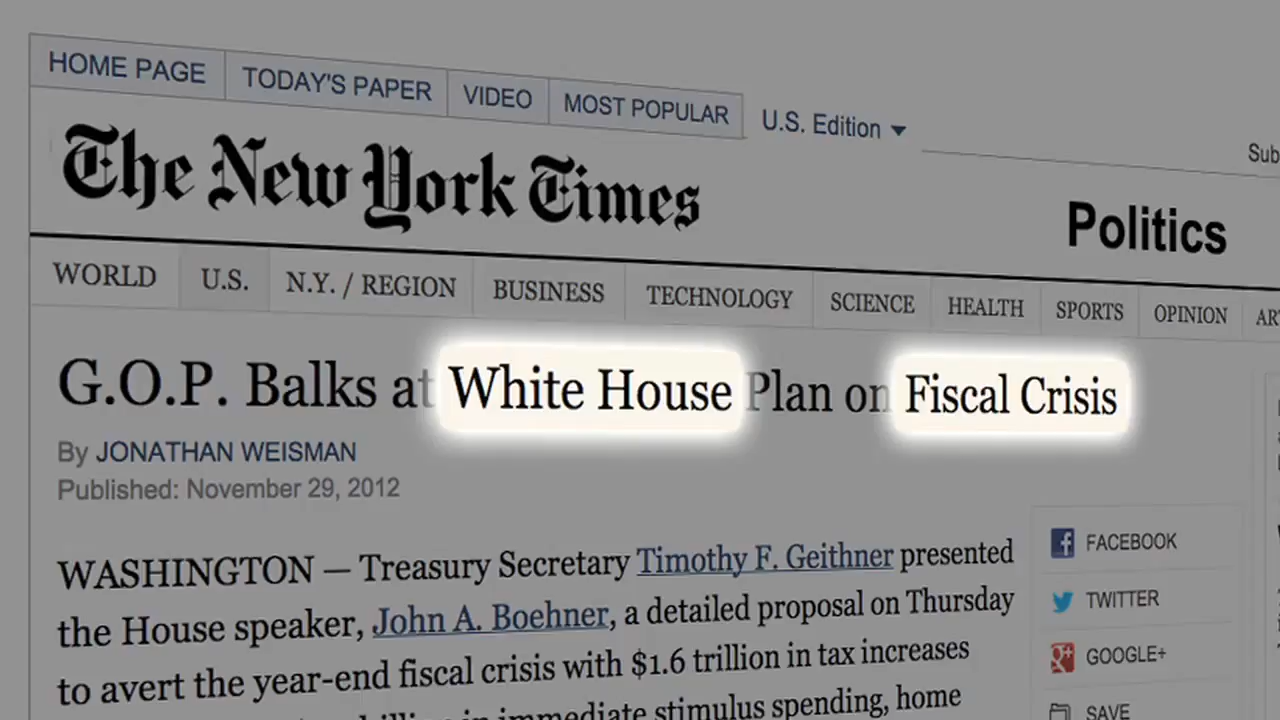 HOME PAGE
TODAY'S PAPER
VIDEO
MOST POPULAR
U.S. Edition
The New York Times
Politics
WORLD
U.S.
N.Y. / REGION
BUSINESS
TECHNOLOGY
SCIENCE
HEALTH
SPORTS
OPINION
G.O.P. Balks at White House Plan on Fiscal Crisis
By JONATHAN WEISMAN
Published: November 29, 2012
WASHINGTON — Treasury Secretary Timothy F. Geithner presented
the House speaker, John A. Boehner, a detailed proposal on Thursday
to avert the year-end fiscal crisis with $1.6 trillion in tax increases
in immediate stimulus spending, home
FACEBOOK
TWITTER
GOOGLE+
SAVE